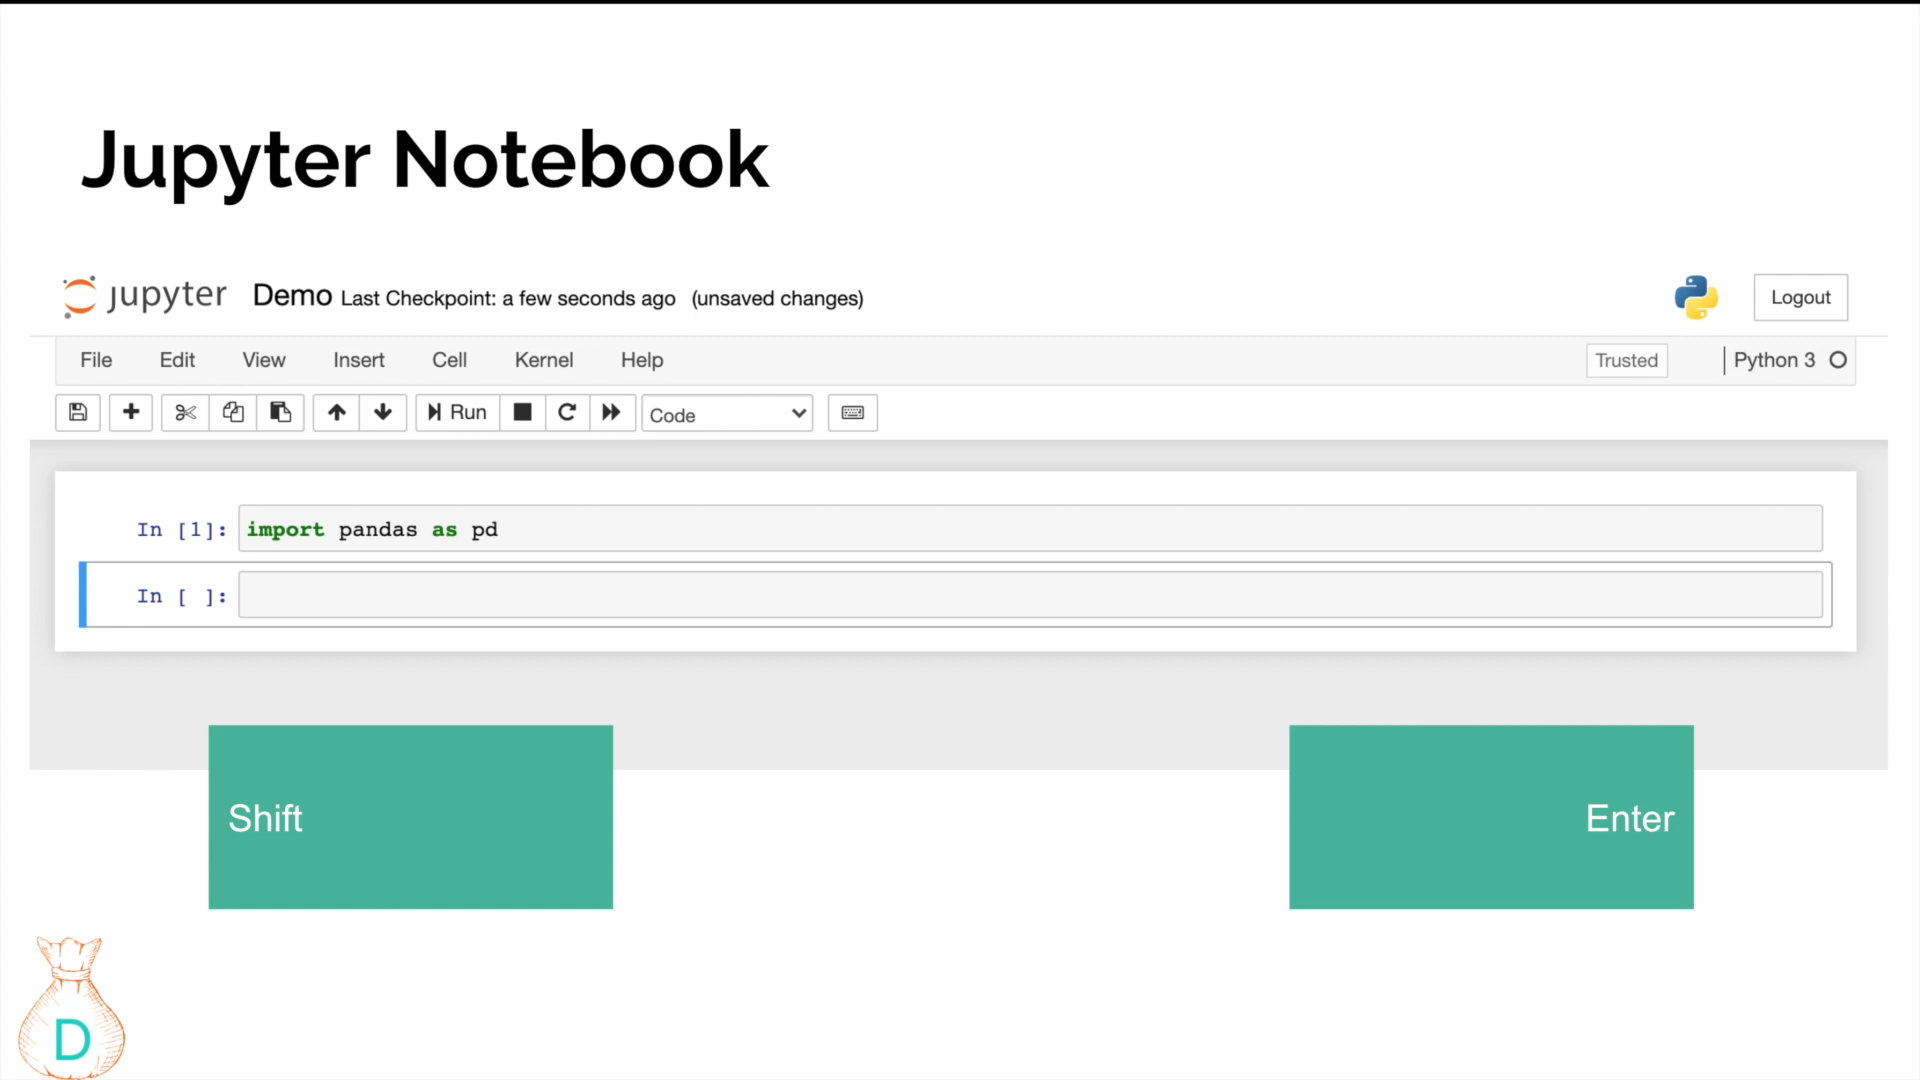 Jupyter Notebook
jupyter Demo Last Checkpoint: a few seconds ago (unsaved changes) Logout
File Edit View Insert Cell Kernel Help Trusted Python 3
Run Code
In [1]: import pandas as pd
In [ ]:
Shift Enter
D